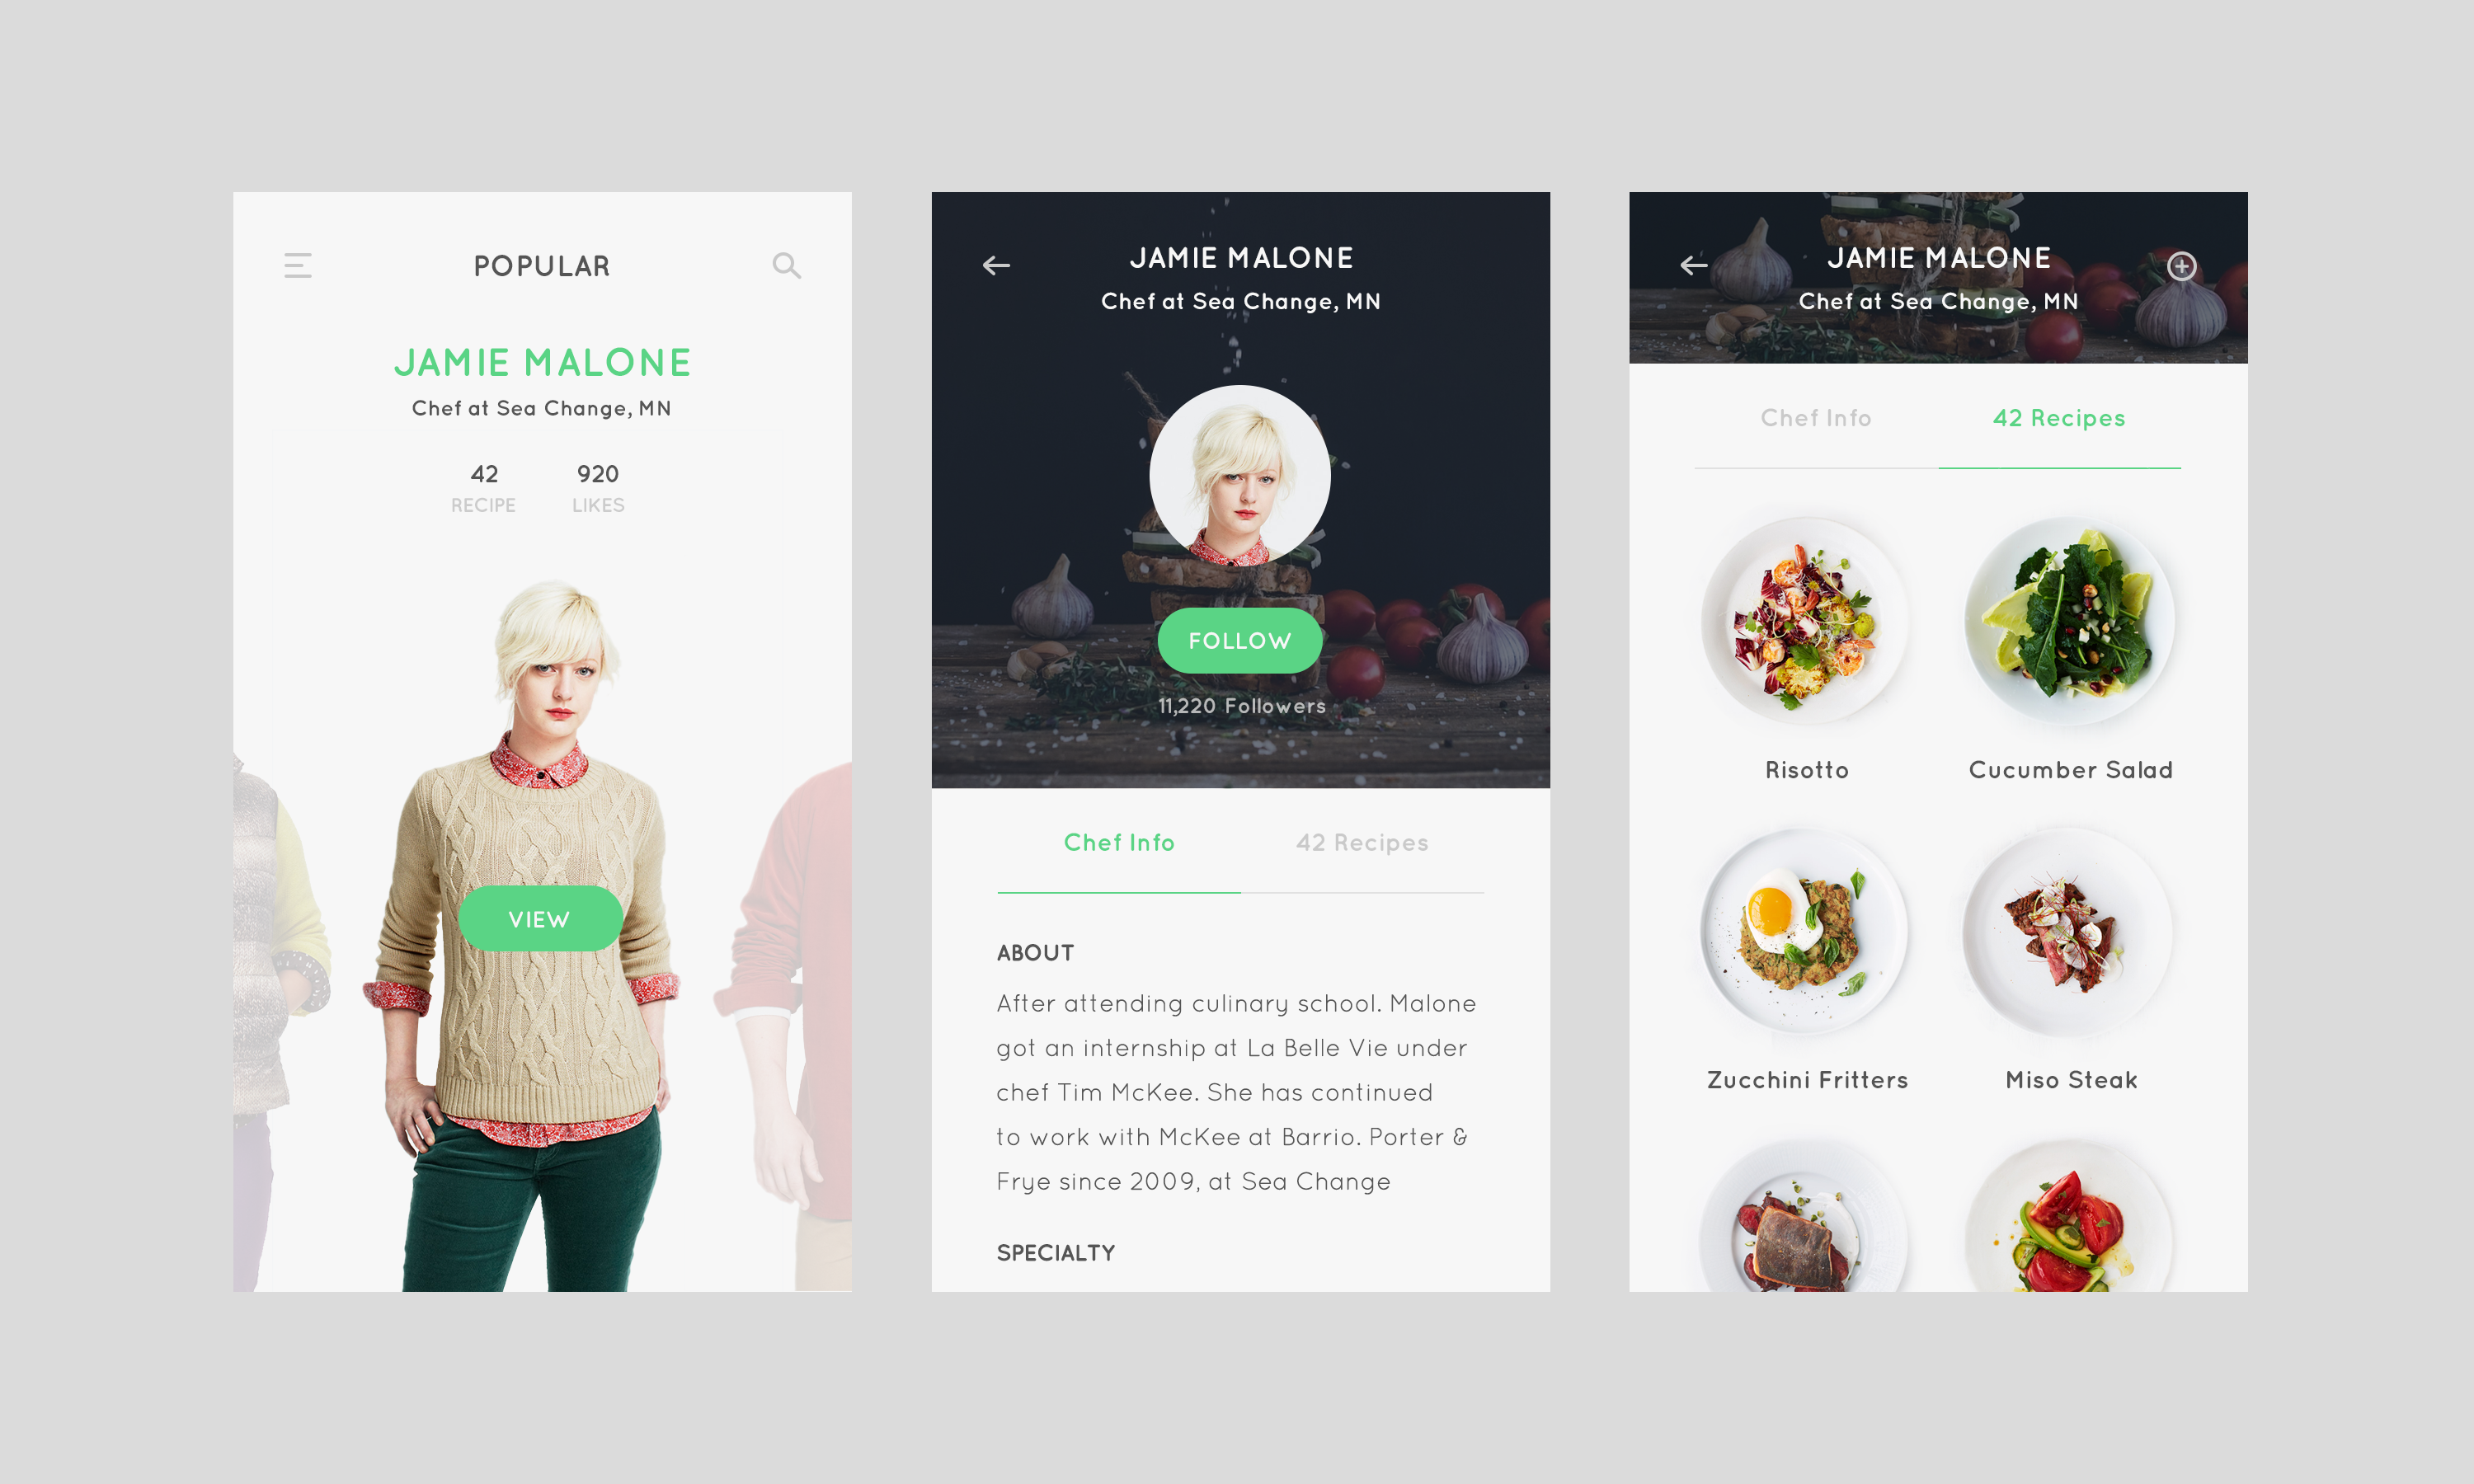 POPULAR
JAMIE MALONE
Chef at Sea Change, MN
42
RECIPE
920
LIKES
VIEW
JAMIE MALONE
Chef at Sea Change, MN
FOLLOW
11,220 Followers
Chef Info
42 Recipes
ABOUT
After attending culinary school. Malone
got an internship at La Belle Vie under
chef Tim McKee. She has continued
to work with McKee at Barrio. Porter &
Frye since 2009, at Sea Change
SPECIALTY
JAMIE MALONE
Chef at Sea Change, MN
Chef Info
42 Recipes
Risotto
Cucumber Salad
Zucchini Fritters
Miso Steak